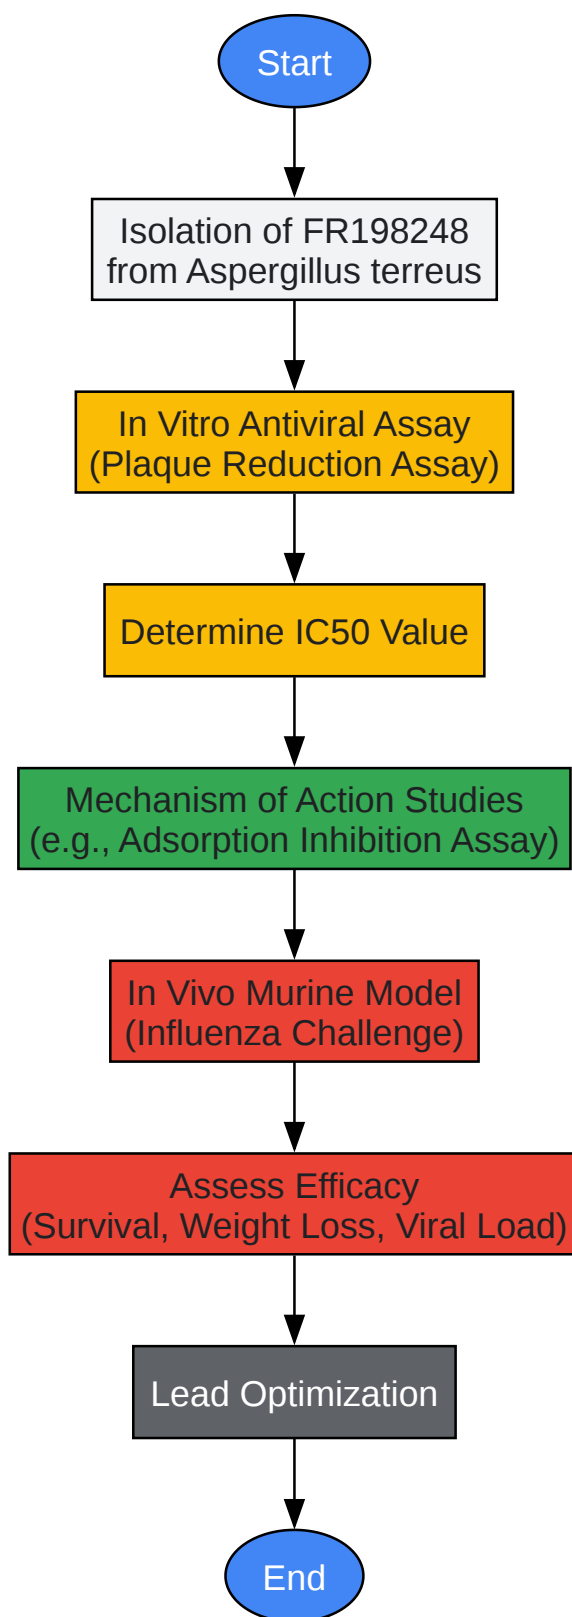 Start
Isolation of FR198248
from Aspergillus terreus
In Vitro Antiviral Assay
(Plaque Reduction Assay)
Determine IC50 Value
Mechanism of Action Studies
(e.g., Adsorption Inhibition Assay)
In Vivo Murine Model
(Influenza Challenge)
Assess Efficacy
(Survival, Weight Loss, Viral Load)
Lead Optimization
End